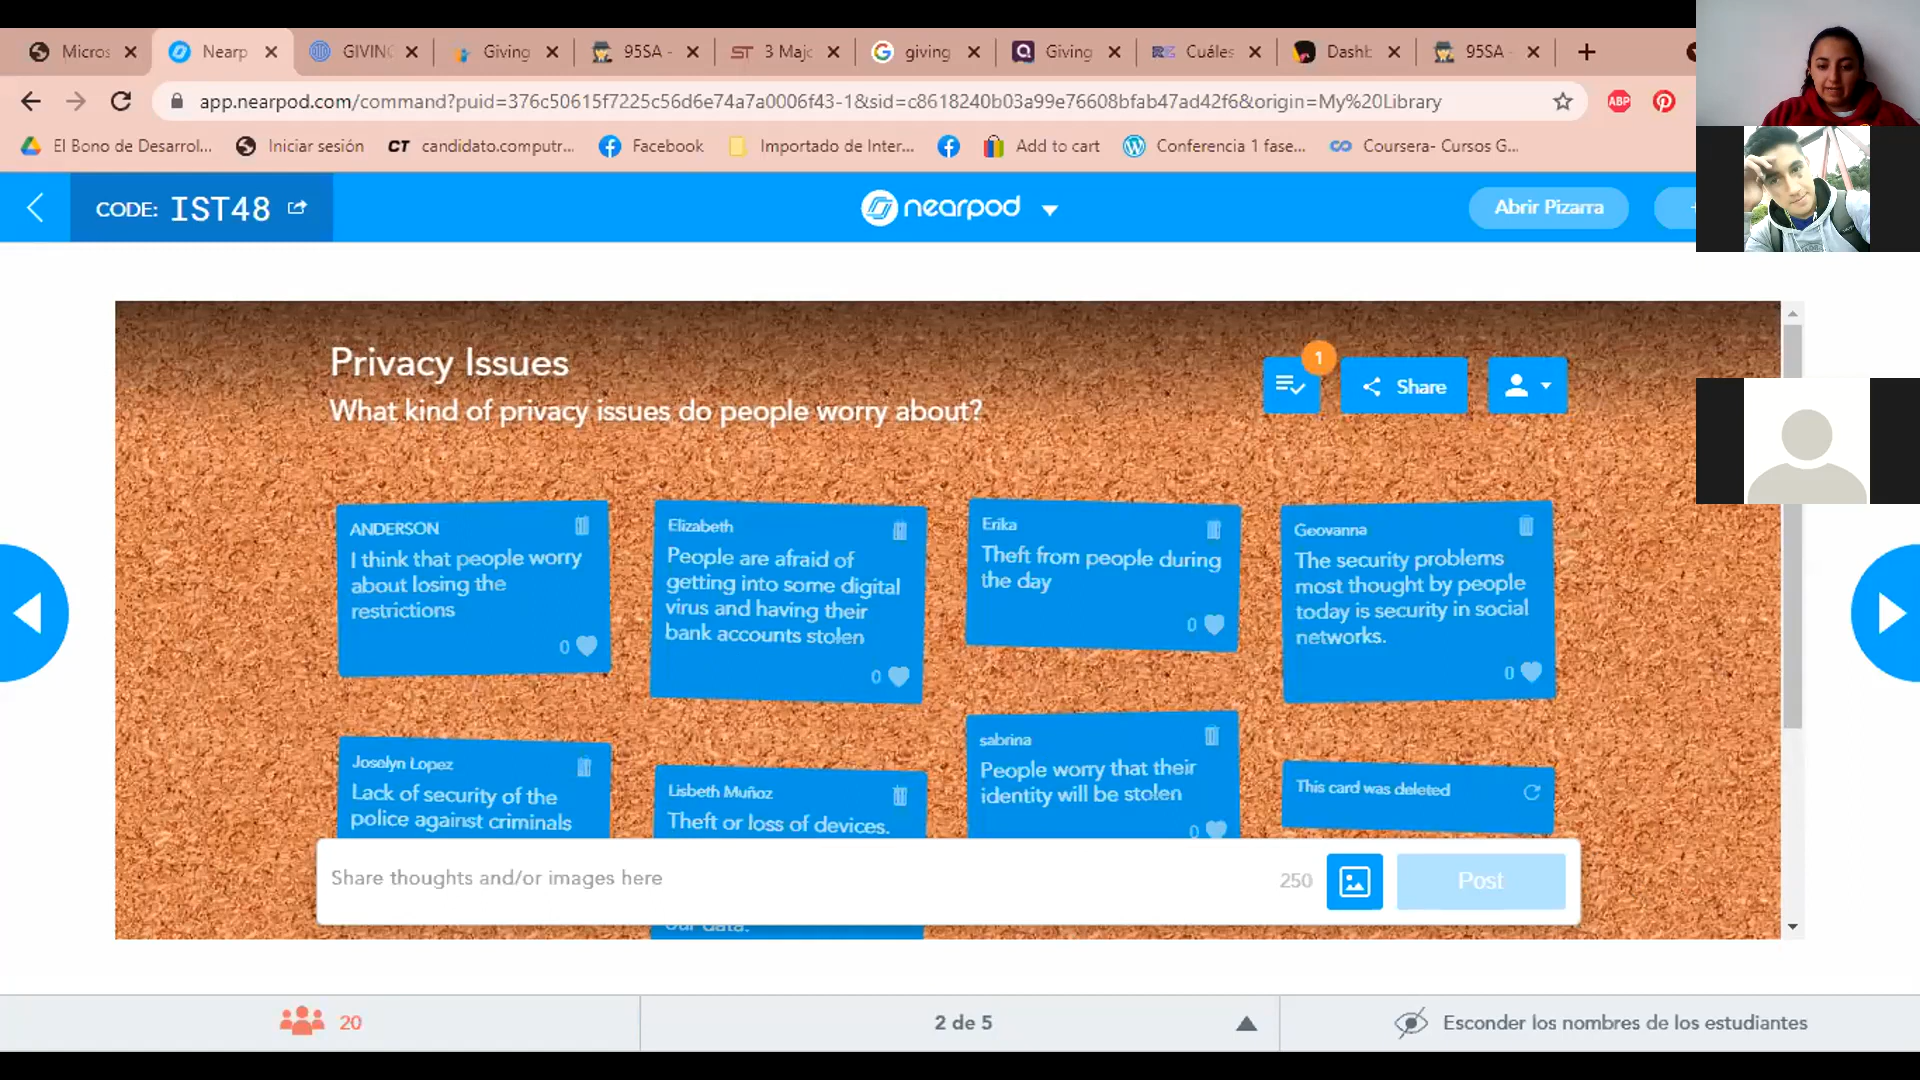 Micros
Nearp
GIVING
Giving
95SA -
3 Majo
giving
Giving
Cuáles
Dashb
95SA -
app.nearpod.com/command?puid=376c50615f7225c56d6e74a7a0006f43-1&sid=c8618240b03a99e76608bfab47ad42f6&origin=My%20Library
ABP
El Bono de Desarrol...
Iniciar sesión
CT candidato.computr...
Facebook
Importado de Inter...
Add to cart
Conferencia 1 fase...
Coursera- Cursos G...
CODE: IST48
nearpod
Abrir Pizarra
Privacy Issues
What kind of privacy issues do people worry about?
1
Share
ANDERSON
I think that people worry
about losing the
restrictions
0
Elizabeth
People are afraid of
getting into some digital
virus and having their
bank accounts stolen
0
Erika
Theft from people during
the day
0
Geovanna
The security problems
most thought by people
today is security in social
networks.
0
Joselyn Lopez
Lack of security of the
police against criminals
Lisbeth Muñoz
Theft or loss of devices.
our data.
sabrina
People worry that their
identity will be stolen
0
This card was deleted
Share thoughts and/or images here
250
Post
20
2 de 5
Esconder los nombres de los estudiantes